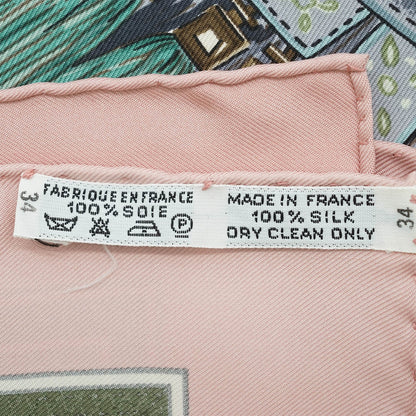 34
FABRIQUE EN FRANCE
100% SOIE
P
MADE IN FRANCE
100% SILK
DRY CLEAN ONLY
34